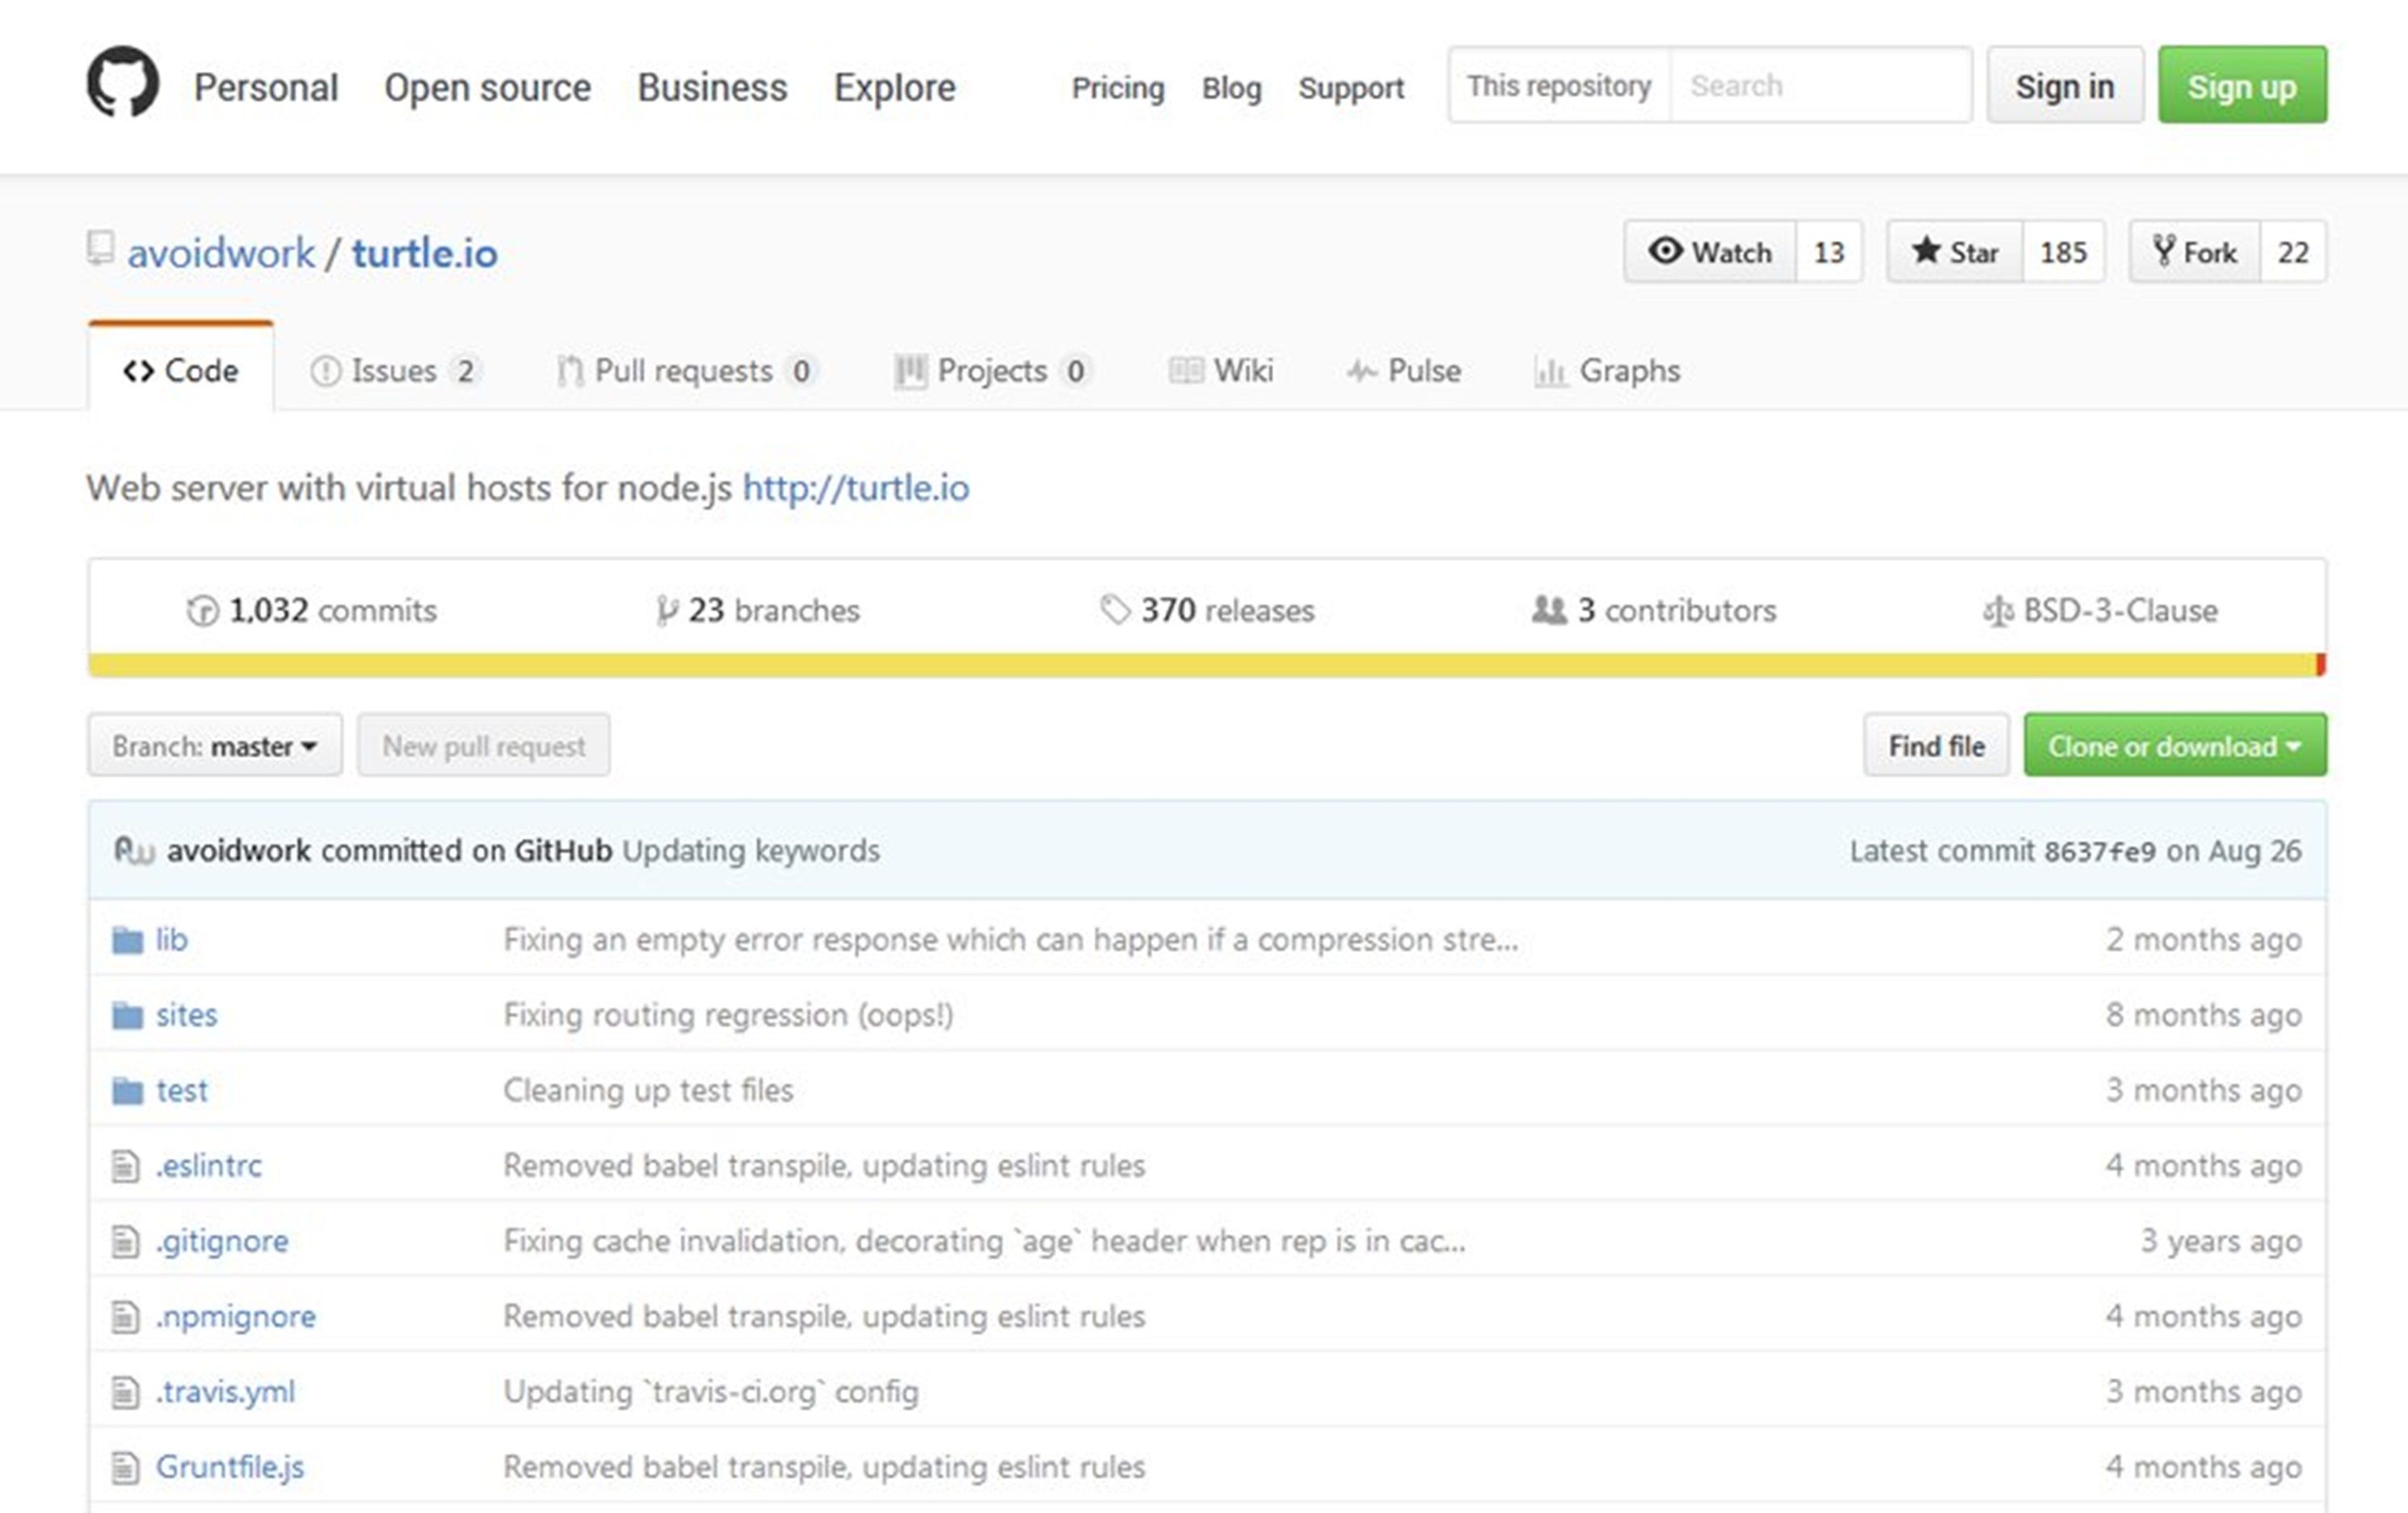 Personal Open source Business Explore Pricing Blog Support This repository Search Sign in Sign up
avoidwork / turtle.io Watch 13 Star 185 Fork 22
Code Issues 2 Pull requests 0 Projects 0 Wiki Pulse Graphs
Web server with virtual hosts for node.js http://turtle.io
1,032 commits 23 branches 370 releases 3 contributors BSD-3-Clause
Branch: master New pull request Find file Clone or download
avoidwork committed on GitHub Updating keywords Latest commit 8637fe9 on Aug 26
lib Fixing an empty error response which can happen if a compression stre... 2 months ago
sites Fixing routing regression (oops!) 8 months ago
test Cleaning up test files 3 months ago
.eslintrc Removed babel transpile, updating eslint rules 4 months ago
.gitignore Fixing cache invalidation, decorating `age` header when rep is in cac... 3 years ago
.npmignore Removed babel transpile, updating eslint rules 4 months ago
.travis.yml Updating `travis-ci.org` config 3 months ago
Gruntfile.js Removed babel transpile, updating eslint rules 4 months ago